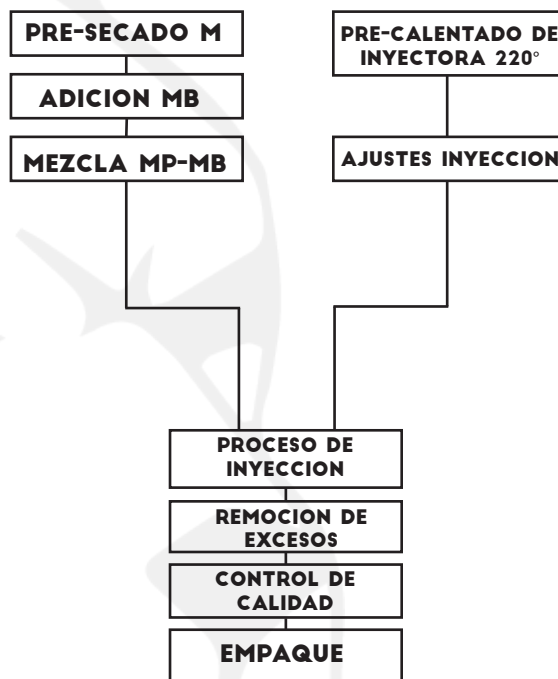 PRE-SECADO M
ADICION MB
MEZCLA MP-MB
PRE-CALENTADO DE
INYECTORA 220°
AJUSTES INYECCION
PROCESO DE
INYECCION
REMOCION DE
EXCESOS
CONTROL DE
CALIDAD
EMPAQUE